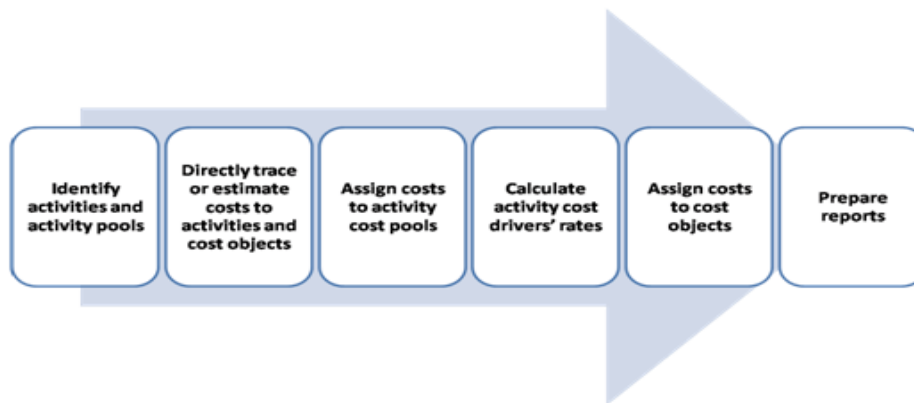 Identify
activities and
activity pools
Directly trace
or estimate
costs to
activities and
cost objects
Assign costs
to activity
cost pools
Calculate
activity cost
drivers’ rates
Assign costs
to cost
objects
Prepare
reports